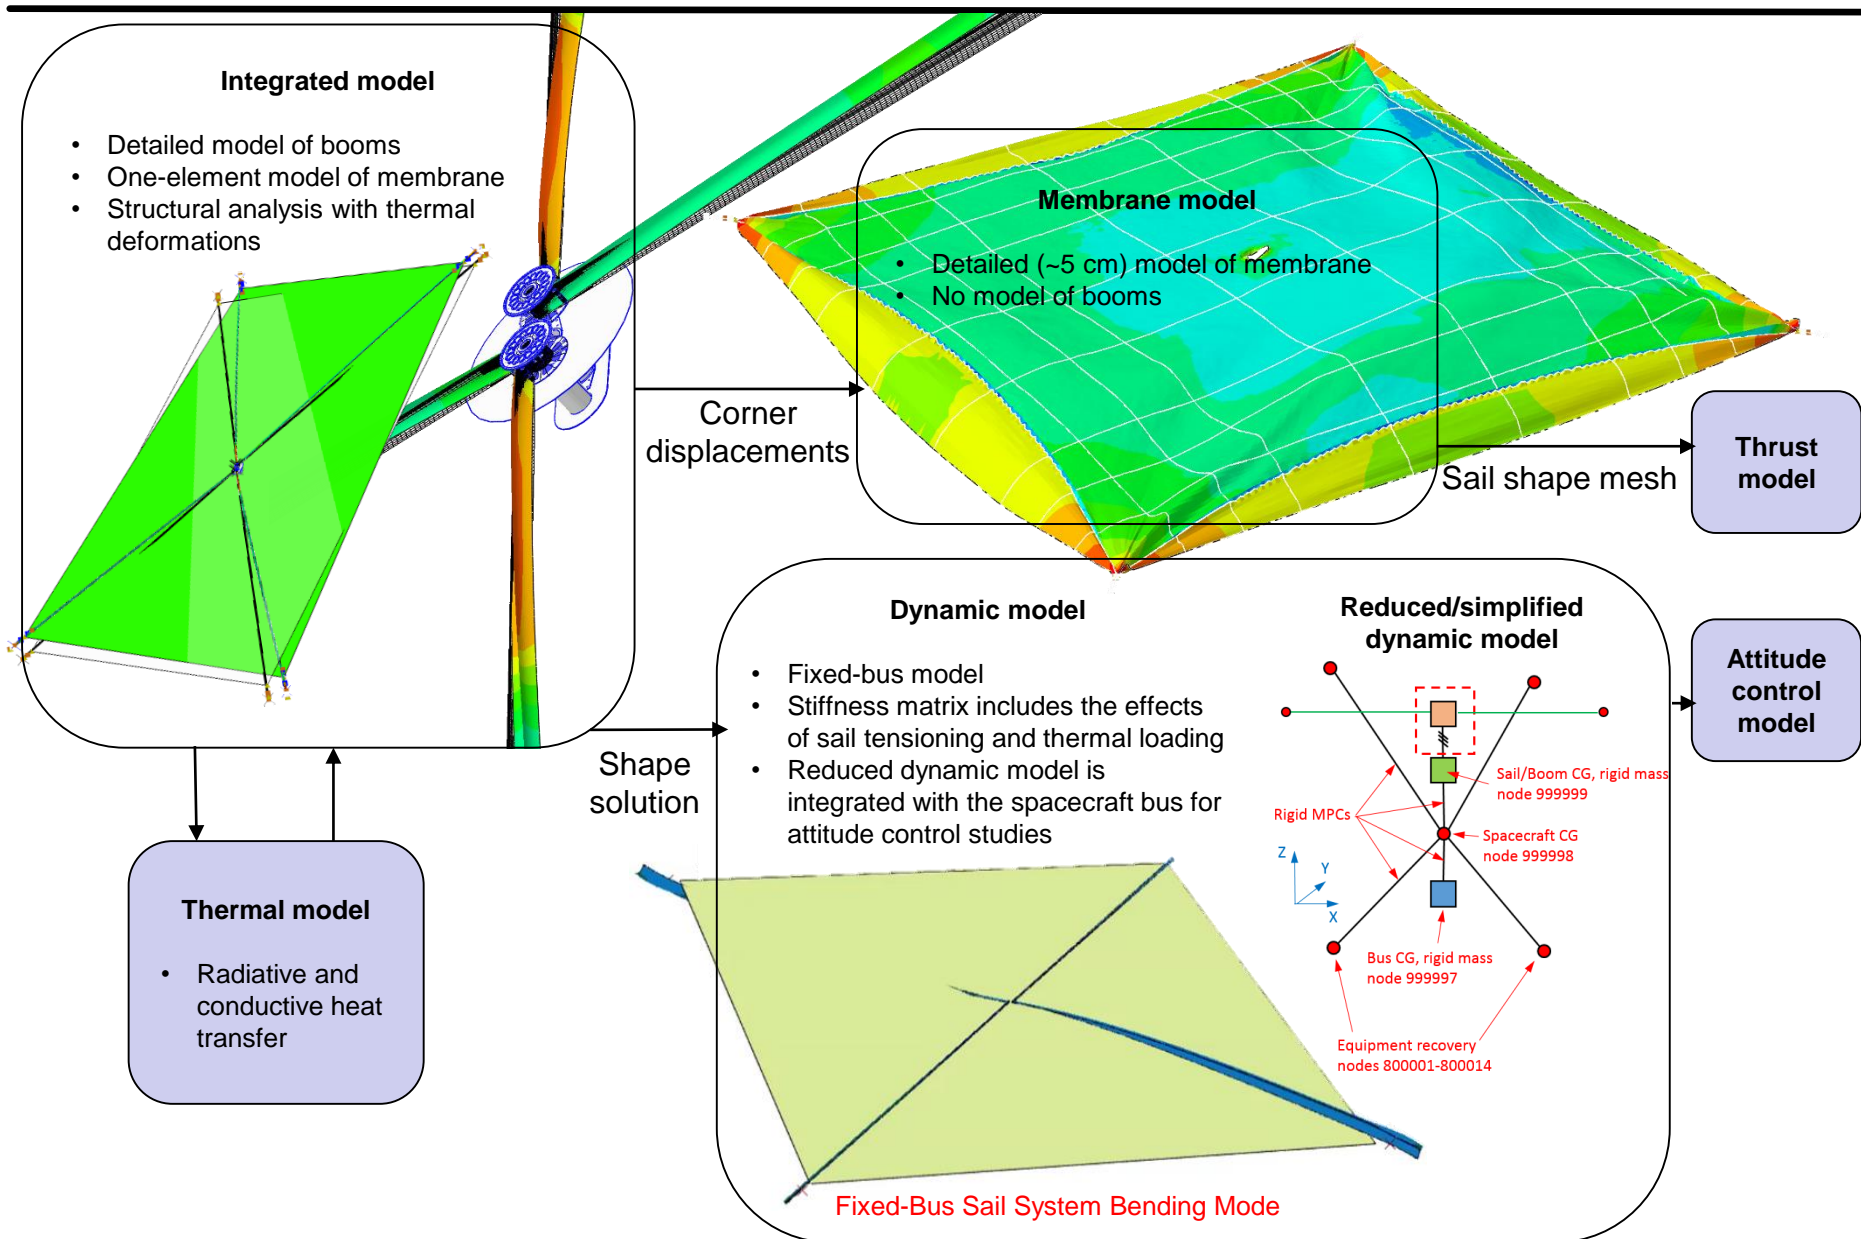 Integrated model
• Detailed model of booms
• One-element model of membrane
• Structural analysis with thermal
deformations
Membrane model
• Detailed (~5 cm) model of membrane
• No model of booms
Corner
displacements
Sail shape mesh
Thrust
model
Shape
solution
Thermal model
• Radiative and
conductive heat
transfer
Dynamic model
• Fixed-bus model
• Stiffness matrix includes the effects
of sail tensioning and thermal loading
• Reduced dynamic model is
integrated with the spacecraft bus for
attitude control studies
Reduced/simplified
dynamic model
Sail/Boom CG, rigid mass
node 999999
Rigid MPCs
Spacecraft CG
node 999998
Z
Y
X
Bus CG, rigid mass
node 999997
Equipment recovery
nodes 800001-800014
Fixed-Bus Sail System Bending Mode
Attitude
control
model